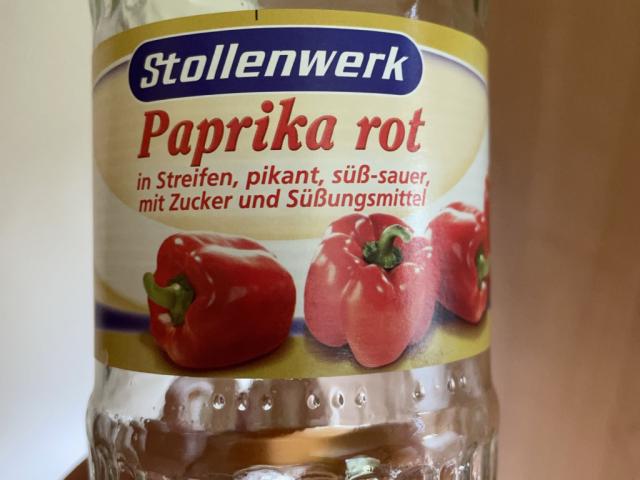 Stollenwerk
Paprika rot
in Streifen, pikant, süß-sauer,
mit Zucker und Süßungsmittel